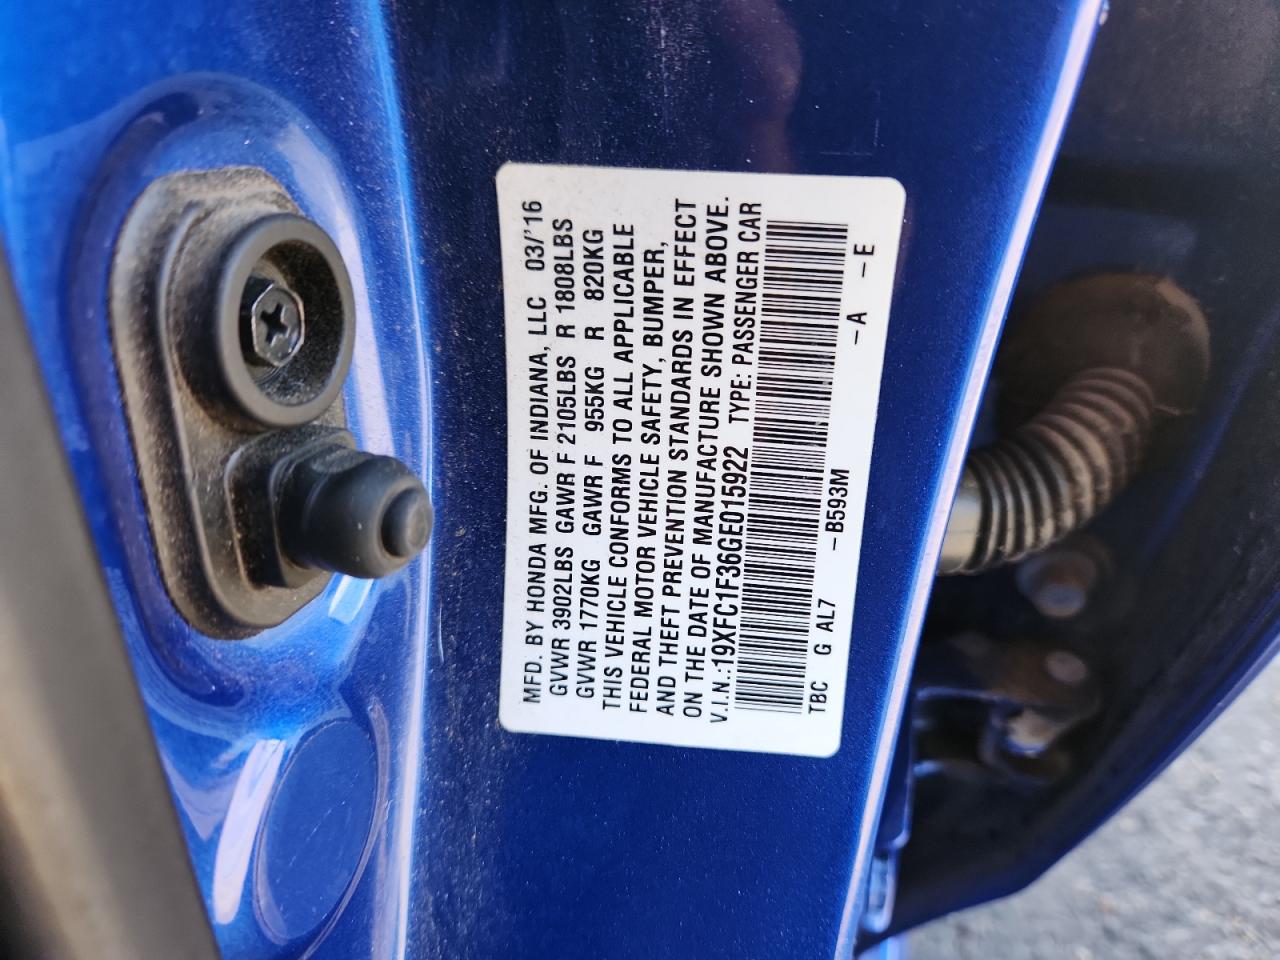 MFD. BY HONDA MFG. OF INDIANA, LLC 03/'16
GVWR 3902LBS GAWR F 2105LBS R 1808LBS
GVWR 1770KG GAWR F 955KG R 820KG
THIS VEHICLE CONFORMS TO ALL APPLICABLE
FEDERAL MOTOR VEHICLE SAFETY, BUMPER,
AND THEFT PREVENTION STANDARDS IN EFFECT
ON THE DATE OF MANUFACTURE SHOWN ABOVE.
V.I.N.:19XFC1F36GE015922 TYPE: PASSENGER CAR
TBC G AL7 -B593M -A -E